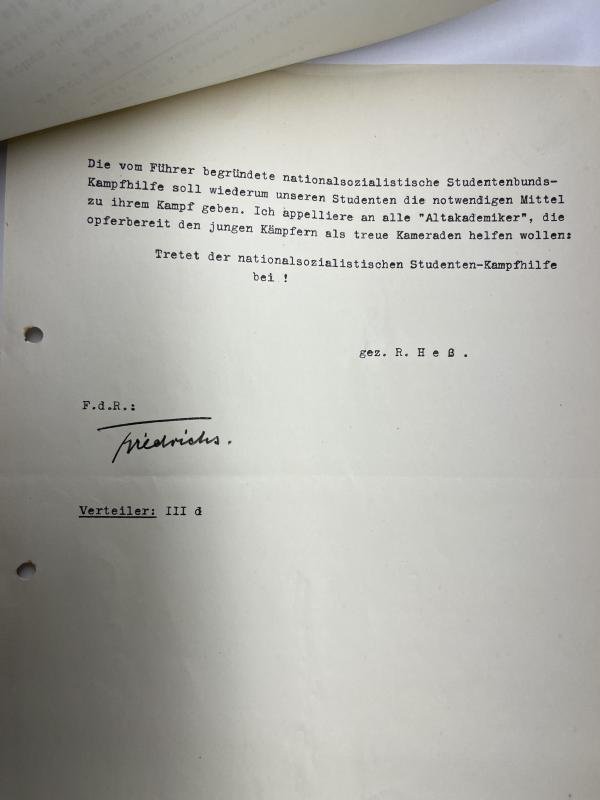 Die vom Führer begründete nationalsozialistische Studentenbunds-
Kampfhilfe soll wiederum unseren Studenten die notwendigen Mittel
zu ihrem Kampf geben. Ich appelliere an alle "Altakademiker", die
opferbereit den jungen Kämpfern als treue Kameraden helfen wollen:
Tretet der nationalsozialistischen Studenten-Kampfhilfe
bei !
gez. R. H e ß .
F.d.R.:
Friedrichs.
Verteiler: III d